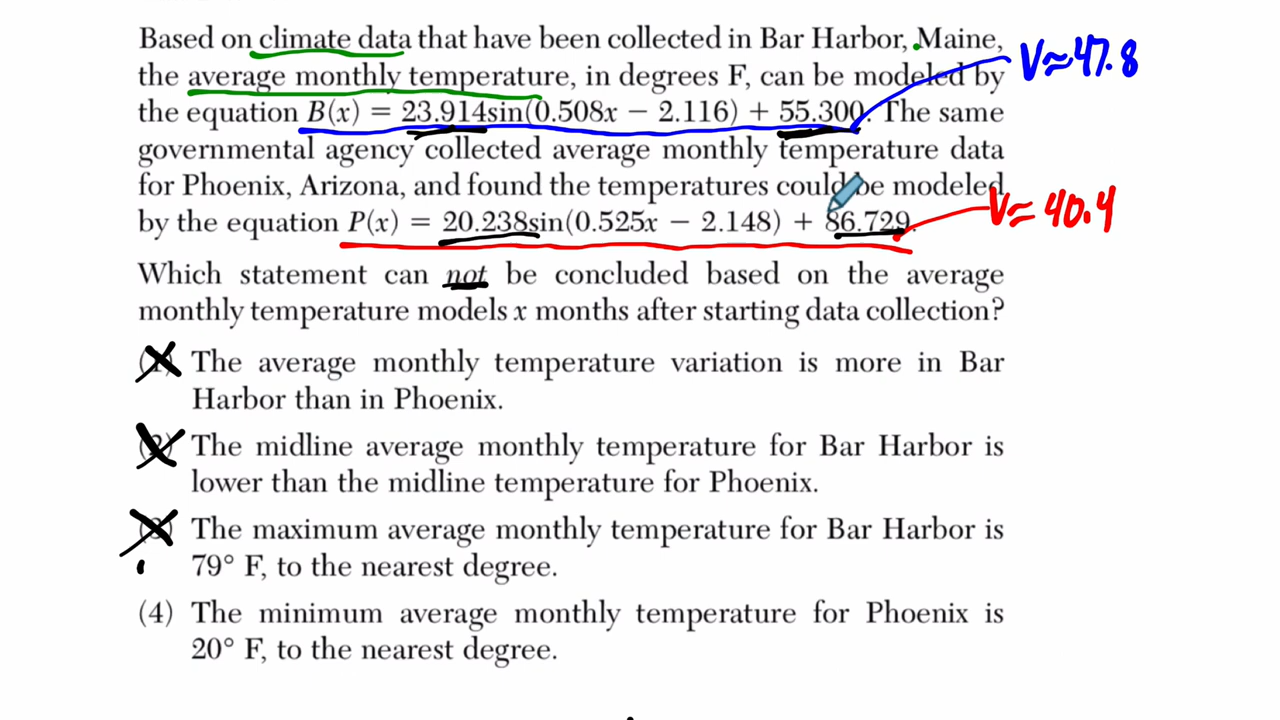 Based on climate data that have been collected in Bar Harbor, Maine,
the average monthly temperature, in degrees F, can be modeled by
the equation B(x) = 23.914sin(0.508x − 2.116) + 55.300. The same
governmental agency collected average monthly temperature data
for Phoenix, Arizona, and found the temperatures could be modeled
by the equation P(x) = 20.238sin(0.525x − 2.148) + 86.729.
V≈47.8
V≈40.4
Which statement can not be concluded based on the average
monthly temperature models x months after starting data collection?
(1) The average monthly temperature variation is more in Bar
Harbor than in Phoenix.
(2) The midline average monthly temperature for Bar Harbor is
lower than the midline temperature for Phoenix.
(3) The maximum average monthly temperature for Bar Harbor is
79° F, to the nearest degree.
(4) The minimum average monthly temperature for Phoenix is
20° F, to the nearest degree.